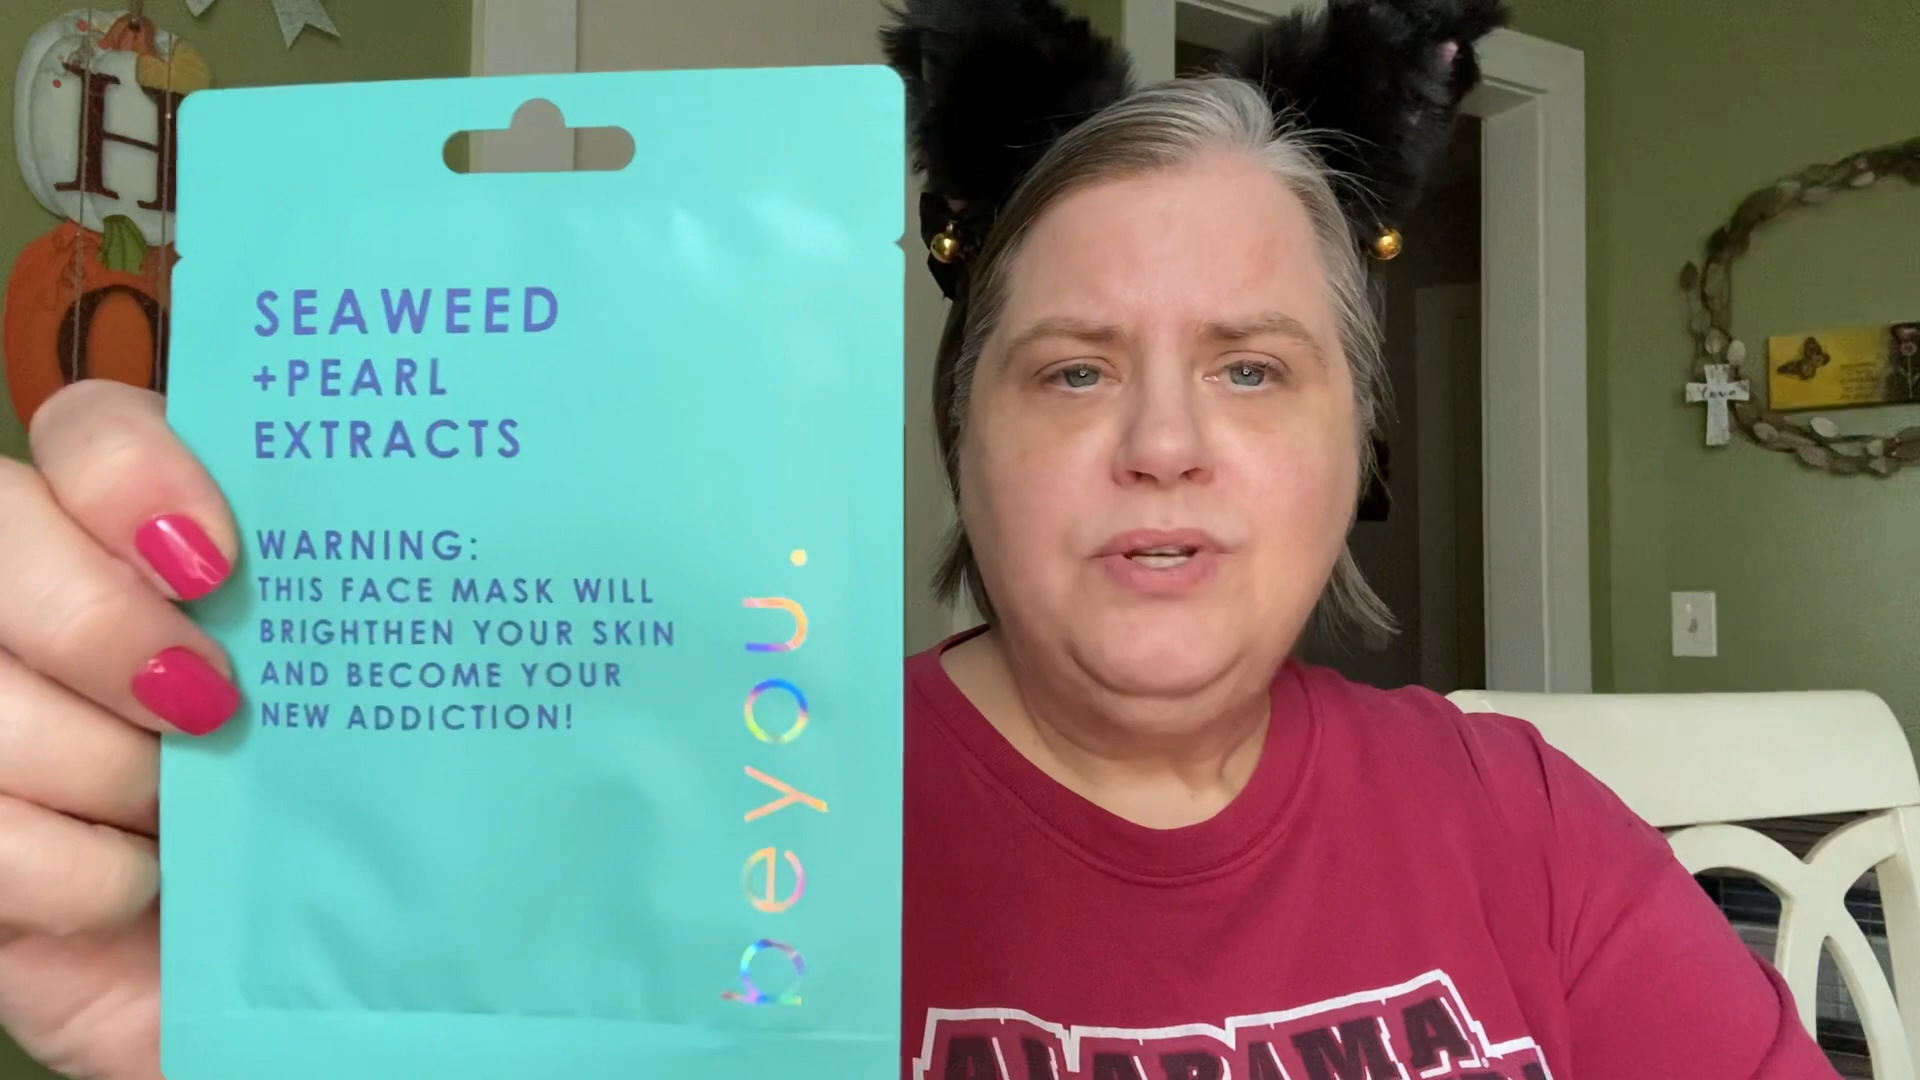 H
O
SEAWEED
+PEARL
EXTRACTS
WARNING:
THIS FACE MASK WILL
BRIGHTHEN YOUR SKIN
AND BECOME YOUR
NEW ADDICTION!
beyou.
ALABAMA